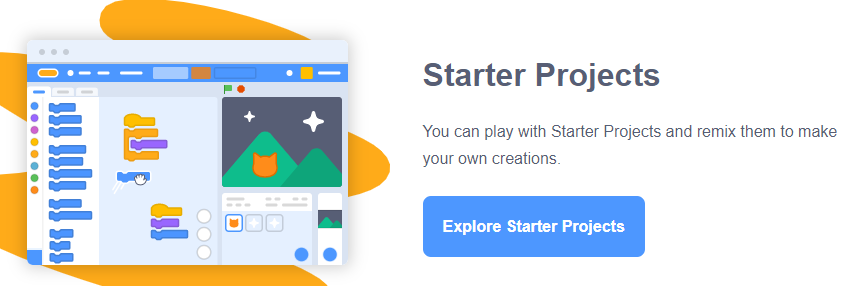 Starter Projects
You can play with Starter Projects and remix them to make
your own creations.
Explore Starter Projects